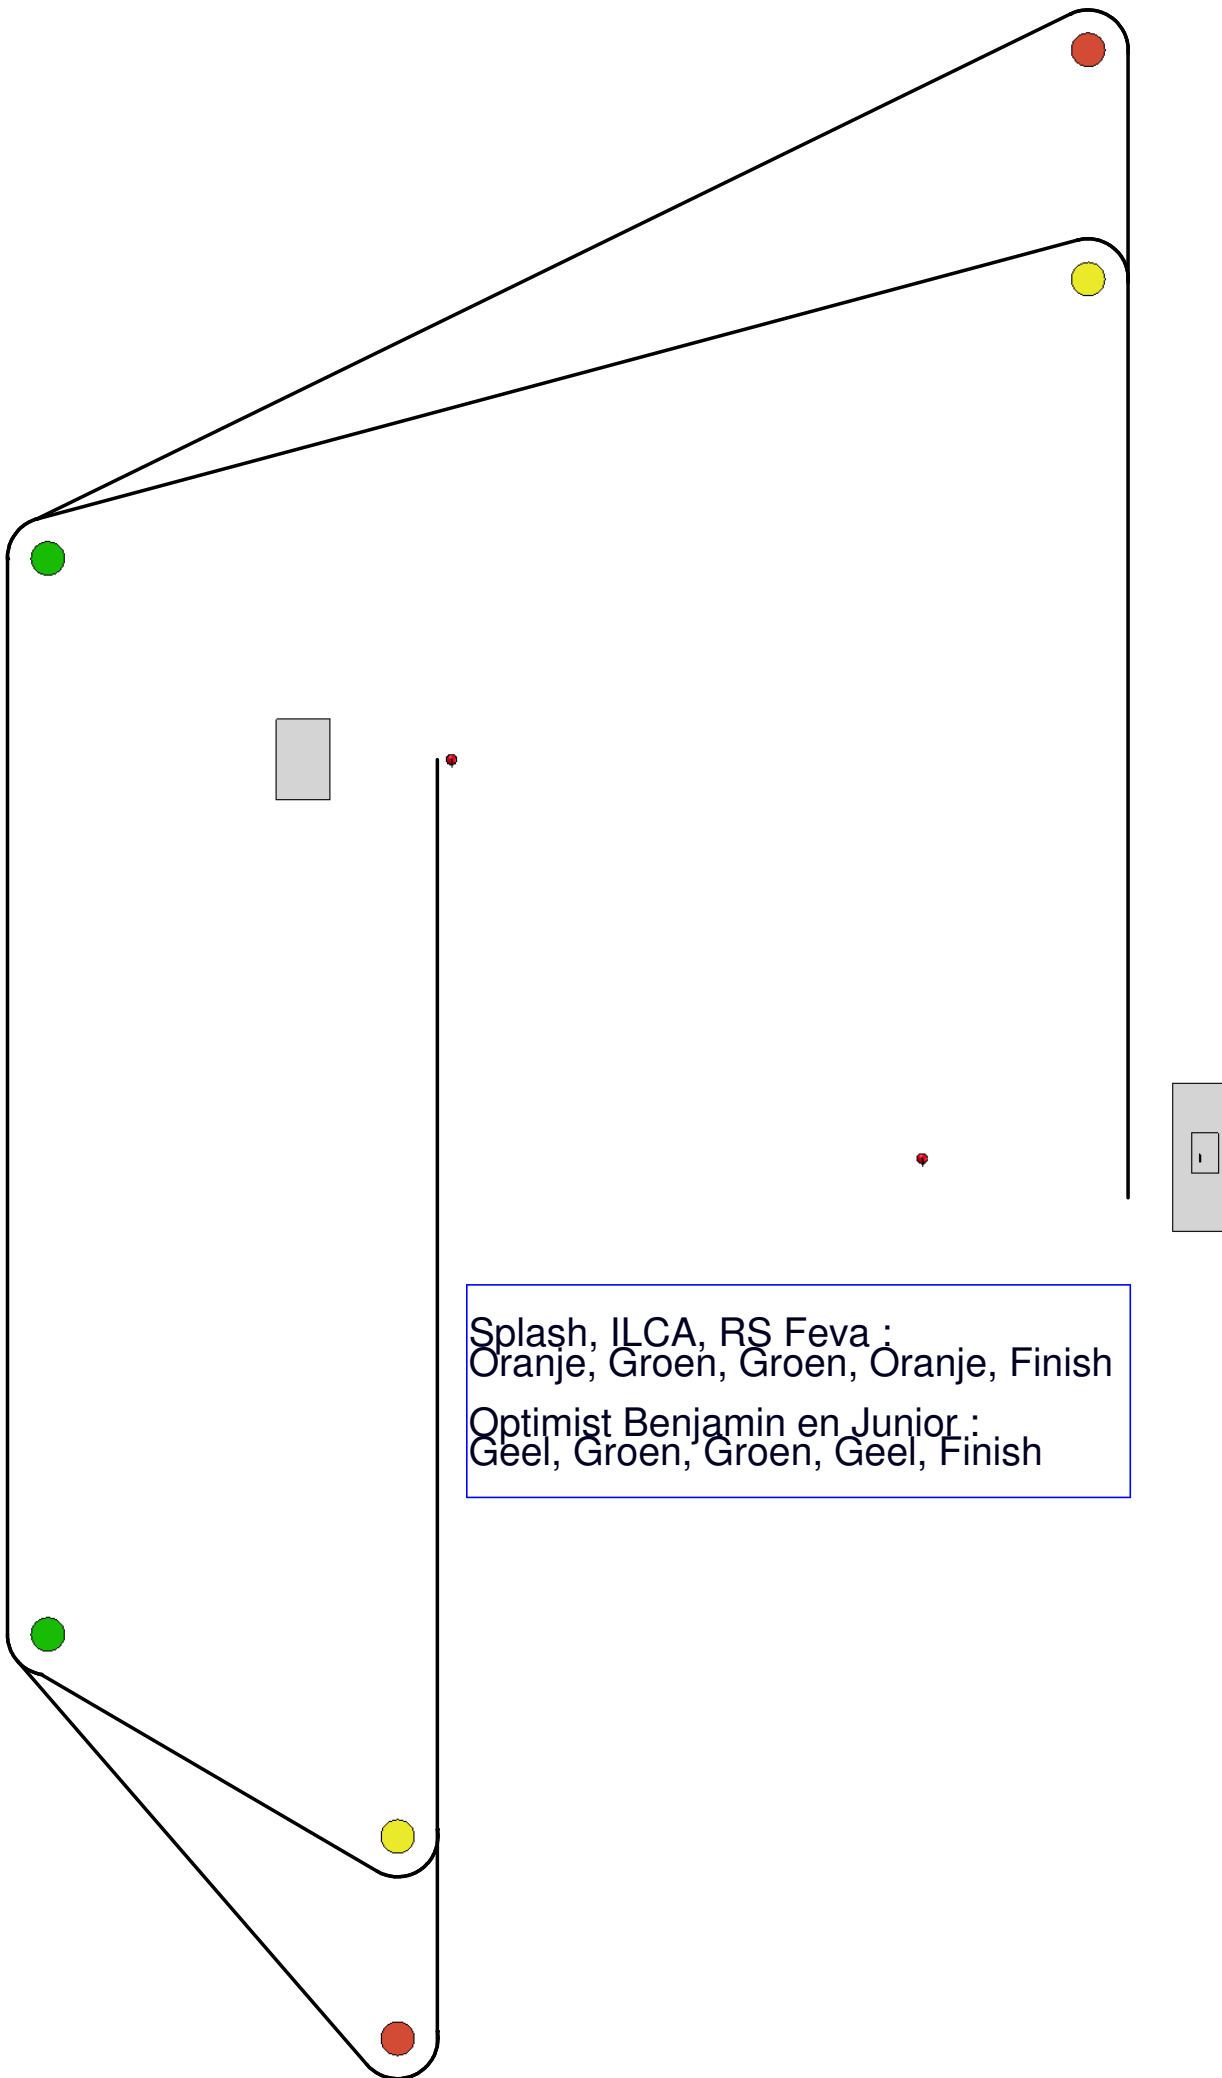 Splash, ILCA, RS Feva :
Oranje, Groen, Groen, Oranje, Finish
Optimist Benjamin en Junior :
Geel, Groen, Groen, Geel, Finish